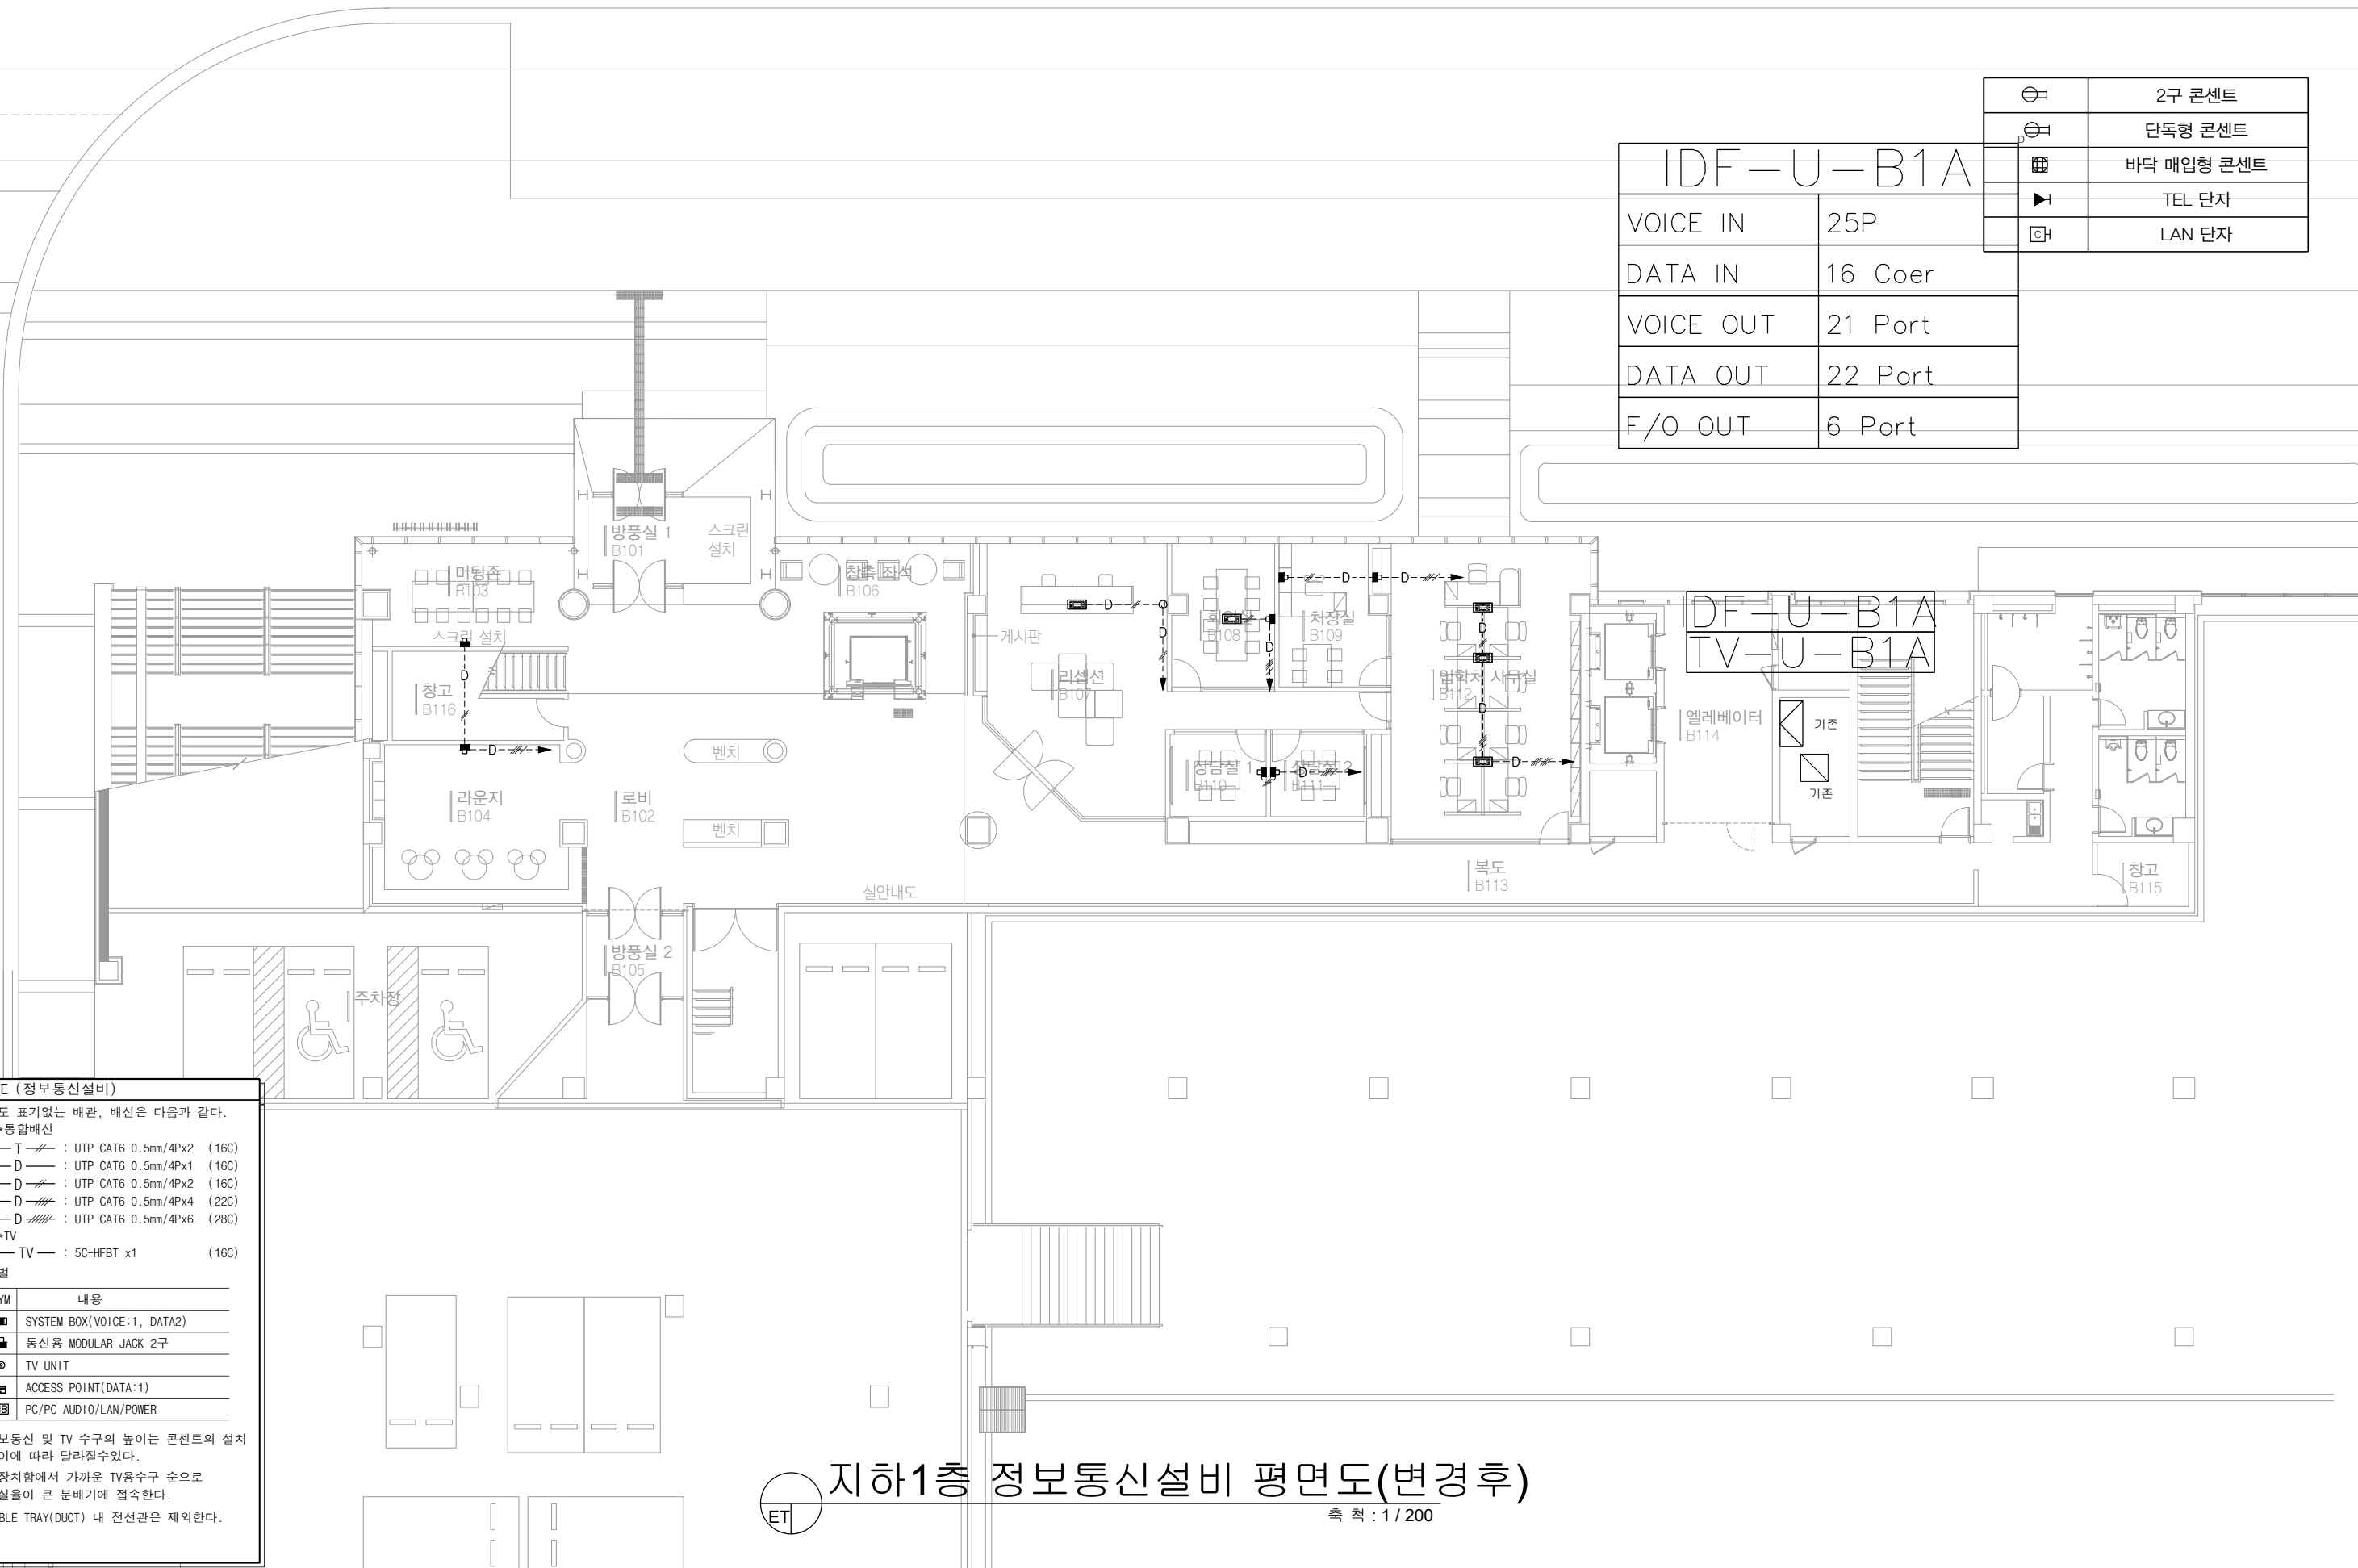 2구 콘센트
D
단독형 콘센트
바닥 매입형 콘센트
TEL 단자
C
LAN 단자
IDF-U-B1A
VOICE IN 25P
DATA IN 16 Coer
VOICE OUT 21 Port
DATA OUT 22 Port
F/O OUT 6 Port
방풍실 1
B101
스크린
설치
미팅존
B103
창측 좌석
B106
스크린 설치
게시판
회의실
B108
처장실
B109
IDF-U-B1A
TV-U-B1A
창고
B116
리셉션
B107
입학처 사무실
B112
엘레베이터
B114
기존
기존
벤치
상담실 1
B110
상담실 2
B111
라운지
B104
로비
B102
벤치
복도
B113
창고
B115
실안내도
방풍실 2
B105
주차장
D
D
D
D
D
D
D
D
D
D
D
D
TE (정보통신설비)
도 표기없는 배관, 배선은 다음과 같다.
*통합배선
T : UTP CAT6 0.5mm/4Px2 (16C)
D : UTP CAT6 0.5mm/4Px1 (16C)
D : UTP CAT6 0.5mm/4Px2 (16C)
D : UTP CAT6 0.5mm/4Px4 (22C)
D : UTP CAT6 0.5mm/4Px6 (28C)
*TV
TV : 5C-HFBT x1 (16C)
벌
YM 내용
SYSTEM BOX(VOICE:1, DATA2)
통신용 MODULAR JACK 2구
TV UNIT
ACCESS POINT(DATA:1)
B PC/PC AUDIO/LAN/POWER
보통신 및 TV 수구의 높이는 콘센트의 설치
이에 따라 달라질수있다.
장치함에서 가까운 TV용수구 순으로
실율이 큰 분배기에 접속한다.
BLE TRAY(DUCT) 내 전선관은 제외한다.
지하1층 정보통신설비 평면도(변경후)
ET
축 척 : 1 / 200